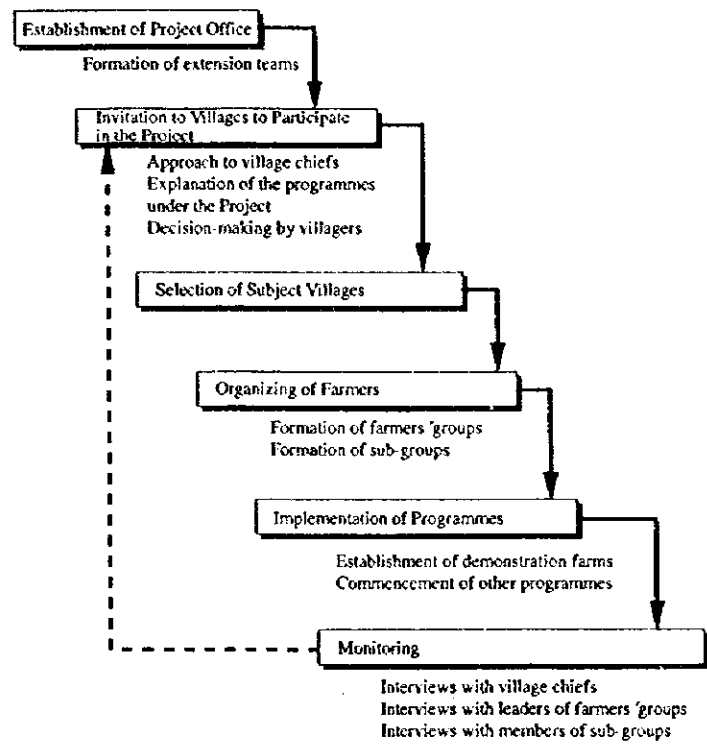 Establishment of Project Office
Formation of extension teams
Invitation to Villages to Participate
in the Project
Approach to village chiefs
Explanation of the programmes
under the Project
Decision-making by villagers
Selection of Subject Villages
Organizing of Farmers
Formation of farmers 'groups
Formation of sub-groups
Implementation of Programmes
Establishment of demonstration farms
Commencement of other programmes
Monitoring
Interviews with village chiefs
Interviews with leaders of farmers 'groups
Interviews with members of sub-groups